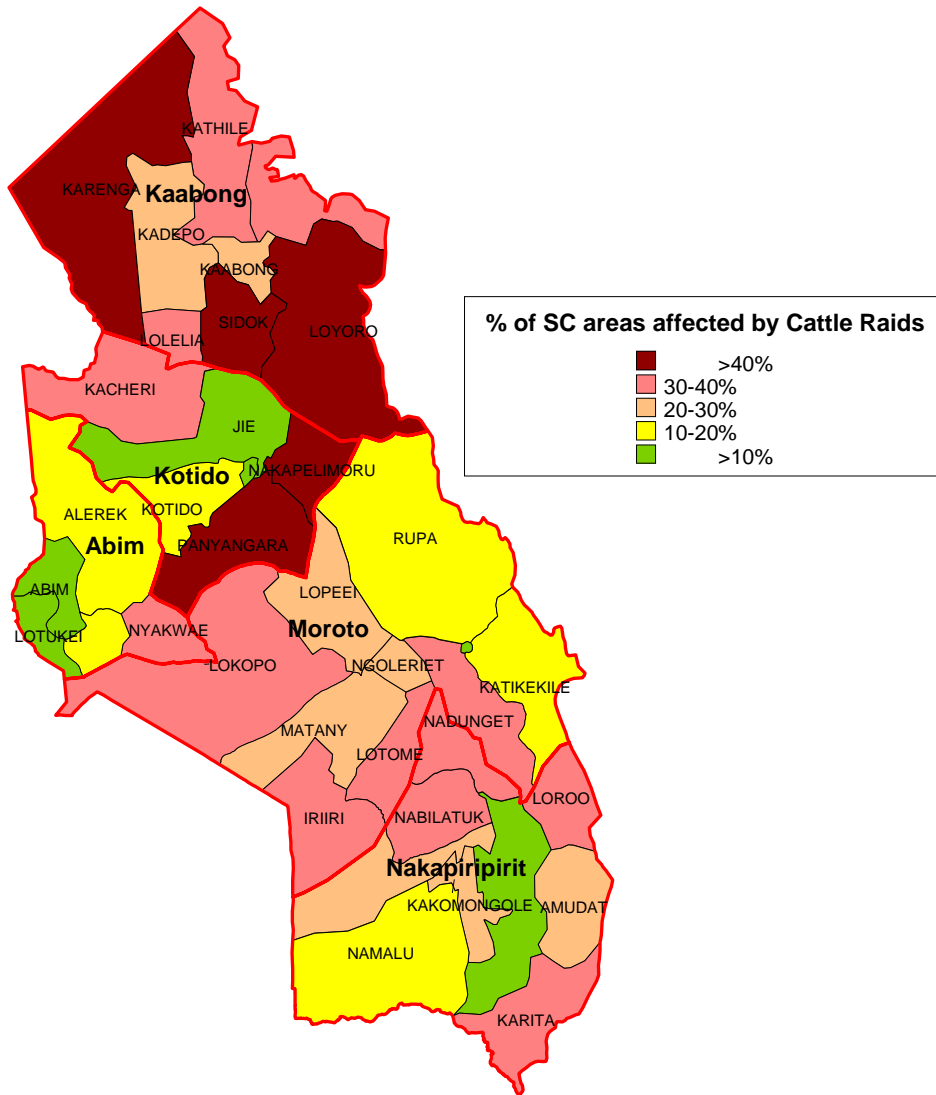 KATHILE
KARENGA
Kaabong
KADEPO
KAABONG
SIDOK
LOYORO
LOLELIA
% of SC areas affected by Cattle Raids
>40%
30-40%
20-30%
10-20%
>10%
KACHERI
JIE
NAKAPELIMORU
Kotido
KOTIDO
ALEREK
RUPA
Abim
PANYANGARA
ABIM
LOPEEI
NYAKWAE
Moroto
LOTUKEI
LOKOPO
NGOLERIET
KATIKEKILE
NADUNGET
MATANY
LOTOME
LOROO
IRIIRI
NABILATUK
Nakapiripirit
KAKOMONGOLE
AMUDAT
NAMALU
KARITA